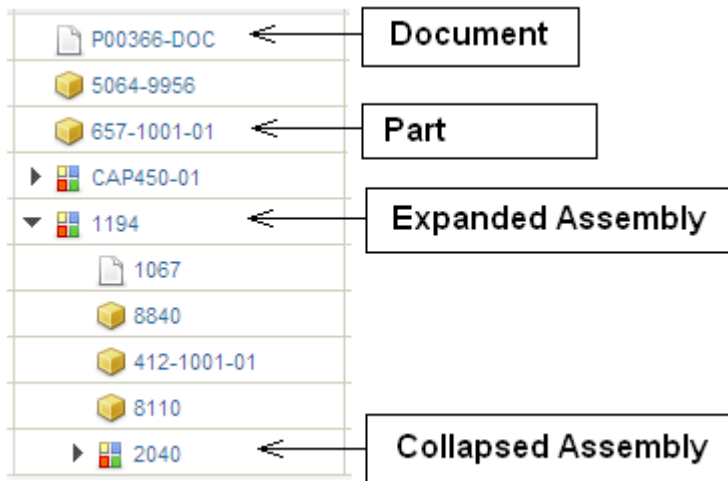 P00366-DOC
Document
5064-9956
657-1001-01
Part
CAP450-01
1194
Expanded Assembly
1067
8840
412-1001-01
8110
2040
Collapsed Assembly